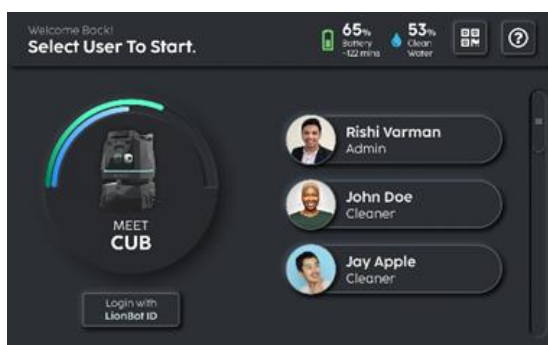 Welcome Back!
Select User To Start.
65%
Battery
~122 mins
53%
Clean
Water
?
MEET
CUB
Login with
LionBot ID
Rishi Varman
Admin
John Doe
Cleaner
Jay Apple
Cleaner